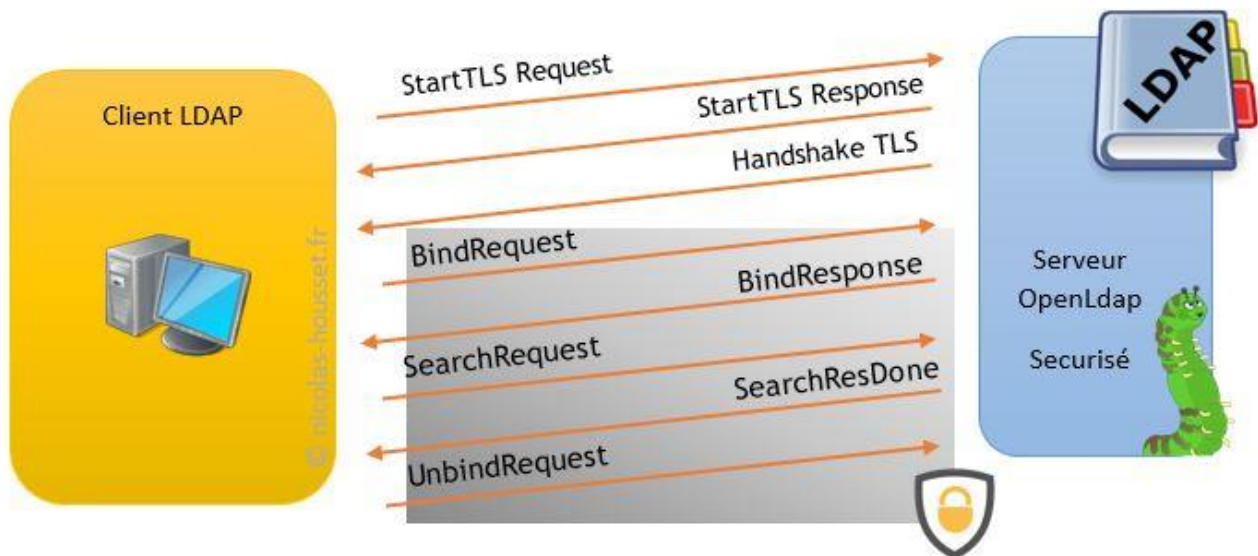 LDAP
StartTLS Request
Client LDAP
StartTLS Response
Handshake TLS
BindRequest
BindResponse
Serveur
OpenLdap
Securisé
SearchRequest
SearchResDone
UnbindRequest
© nicolas-housset.fr